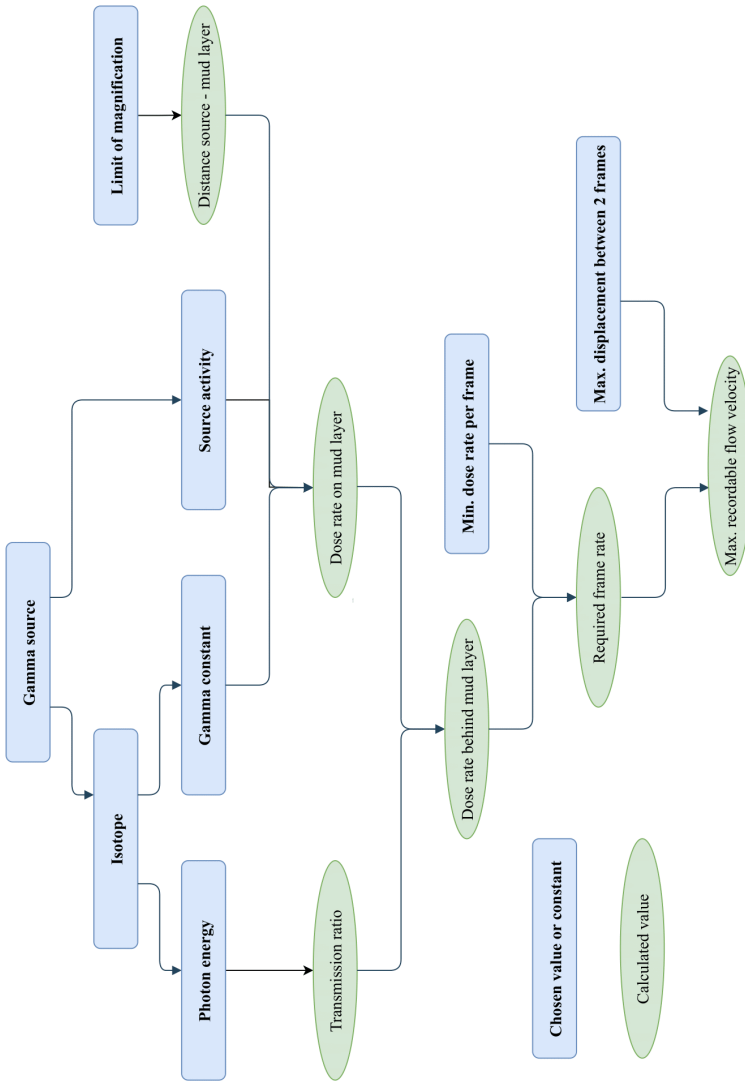 Gamma source
Isotope
Limit of magnification
Photon energy
Gamma constant
Source activity
Distance source - mud layer
Transmission ratio
Dose rate on mud layer
Dose rate behind mud layer
Min. dose rate per frame
Chosen value or constant
Required frame rate
Max. displacement between 2 frames
Calculated value
Max. recordable flow velocity